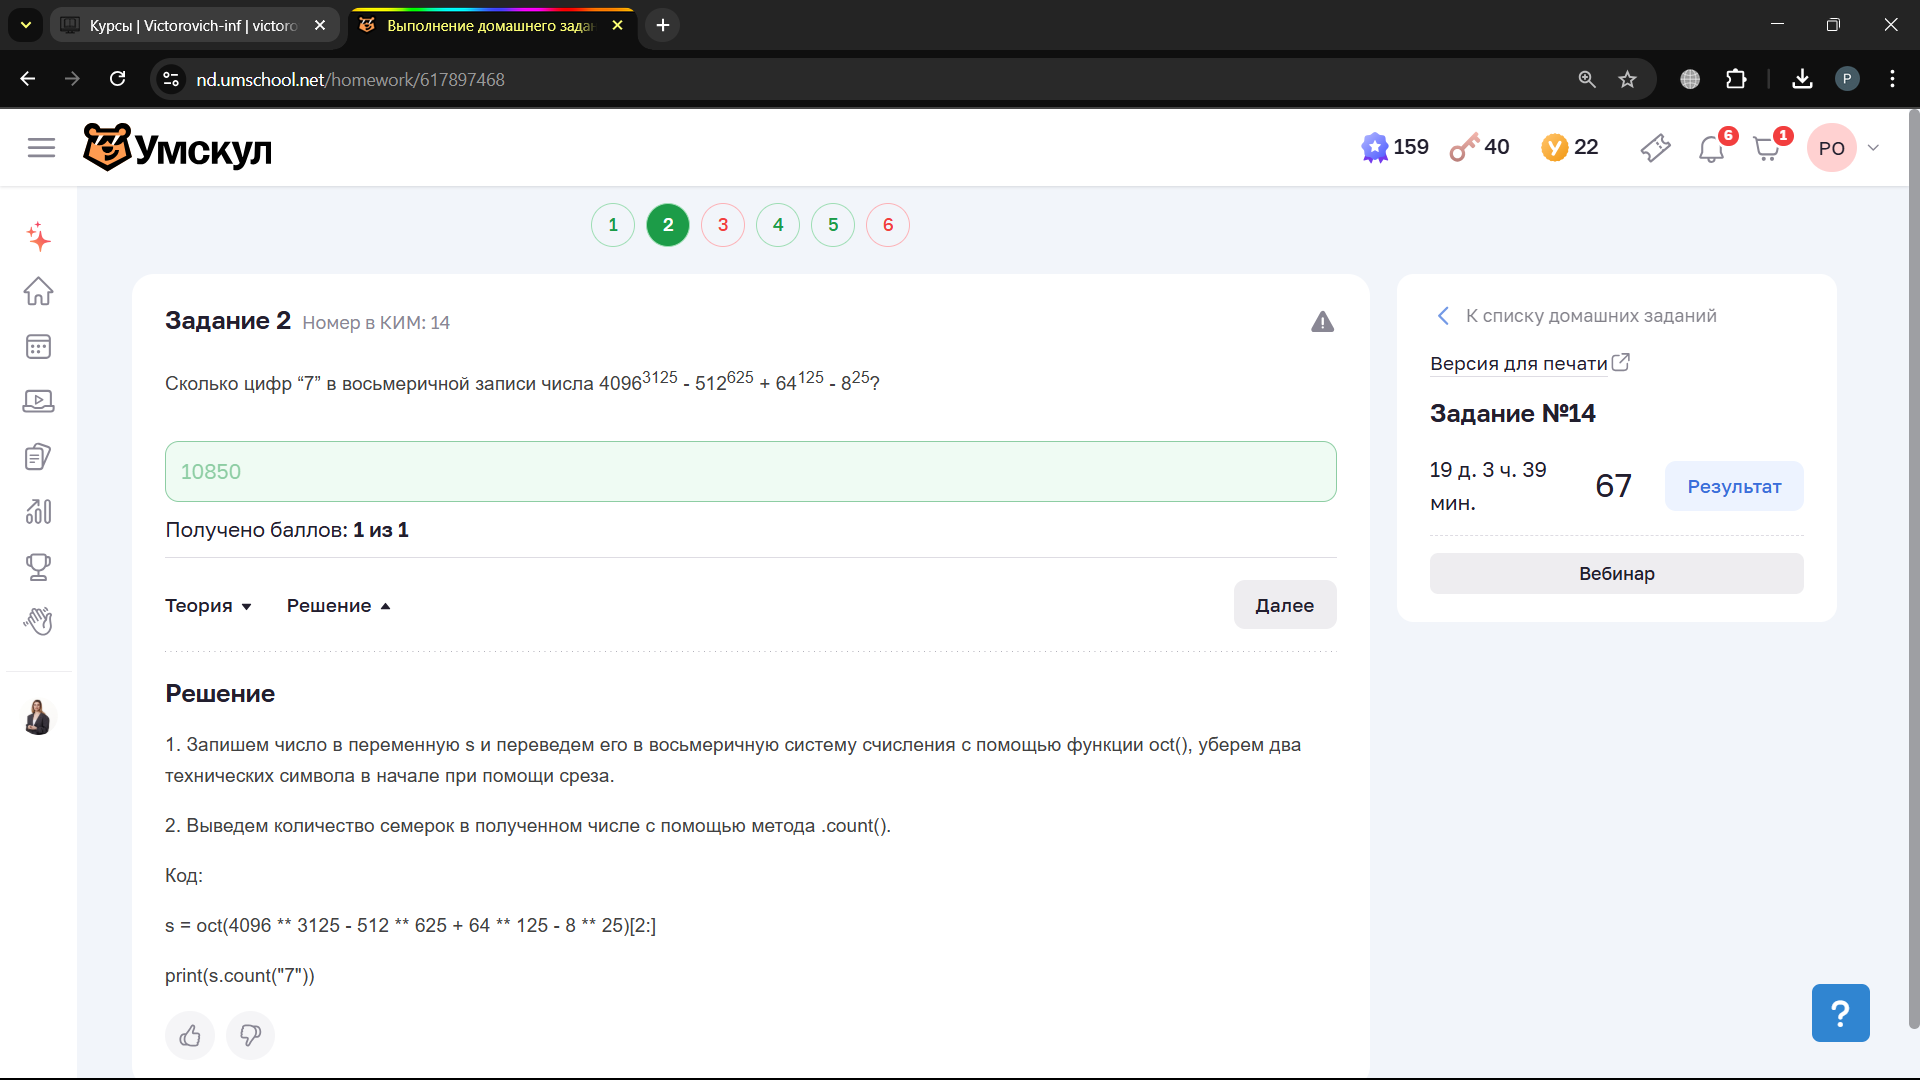 Курсы | Victorovich-inf | victoro
Выполнение домашнего зада
nd.umschool.net/homework/617897468
P
Умскул
159
40
22
6
1
PO
1
2
3
4
5
6
Задание 2 Номер в КИМ: 14
Сколько цифр “7” в восьмеричной записи числа 4096^3125 - 512^625 + 64^125 - 8^25?
10850
Получено баллов: 1 из 1
Теория
Решение
Далее
Решение
1. Запишем число в переменную s и переведем его в восьмеричную систему счисления с помощью функции oct(), уберем два
технических символа в начале при помощи среза.
2. Выведем количество семерок в полученном числе с помощью метода .count().
Код:
s = oct(4096 ** 3125 - 512 ** 625 + 64 ** 125 - 8 ** 25)[2:]
print(s.count("7"))
К списку домашних заданий
Версия для печати
Задание №14
19 д. 3 ч. 39
мин.
67
Результат
Вебинар
?